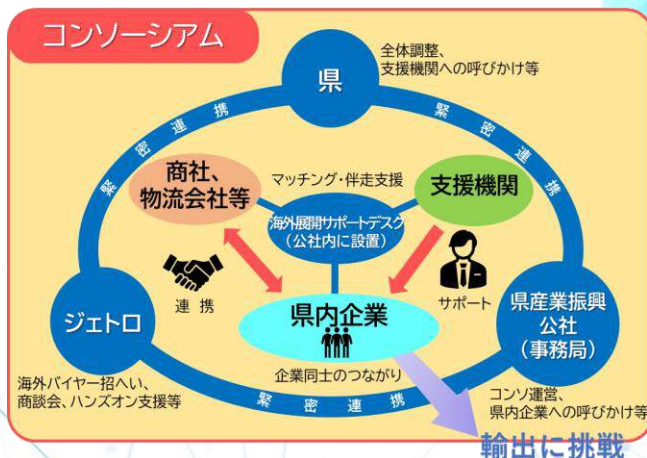 コンソーシアム
県
全体調整、
支援機関への呼びかけ等
緊密連携
緊密連携
商社、
物流会社等
マッチング・伴走支援
支援機関
海外展開サポートデスク
（公社内に設置）
連 携
サポート
ジェトロ
県内企業
県産業振興
公社
（事務局）
企業同士のつながり
海外バイヤー招へい、
商談会、ハンズオン支援等
緊密連携
コンソ運営、
県内企業への呼びかけ等
輸出に挑戦